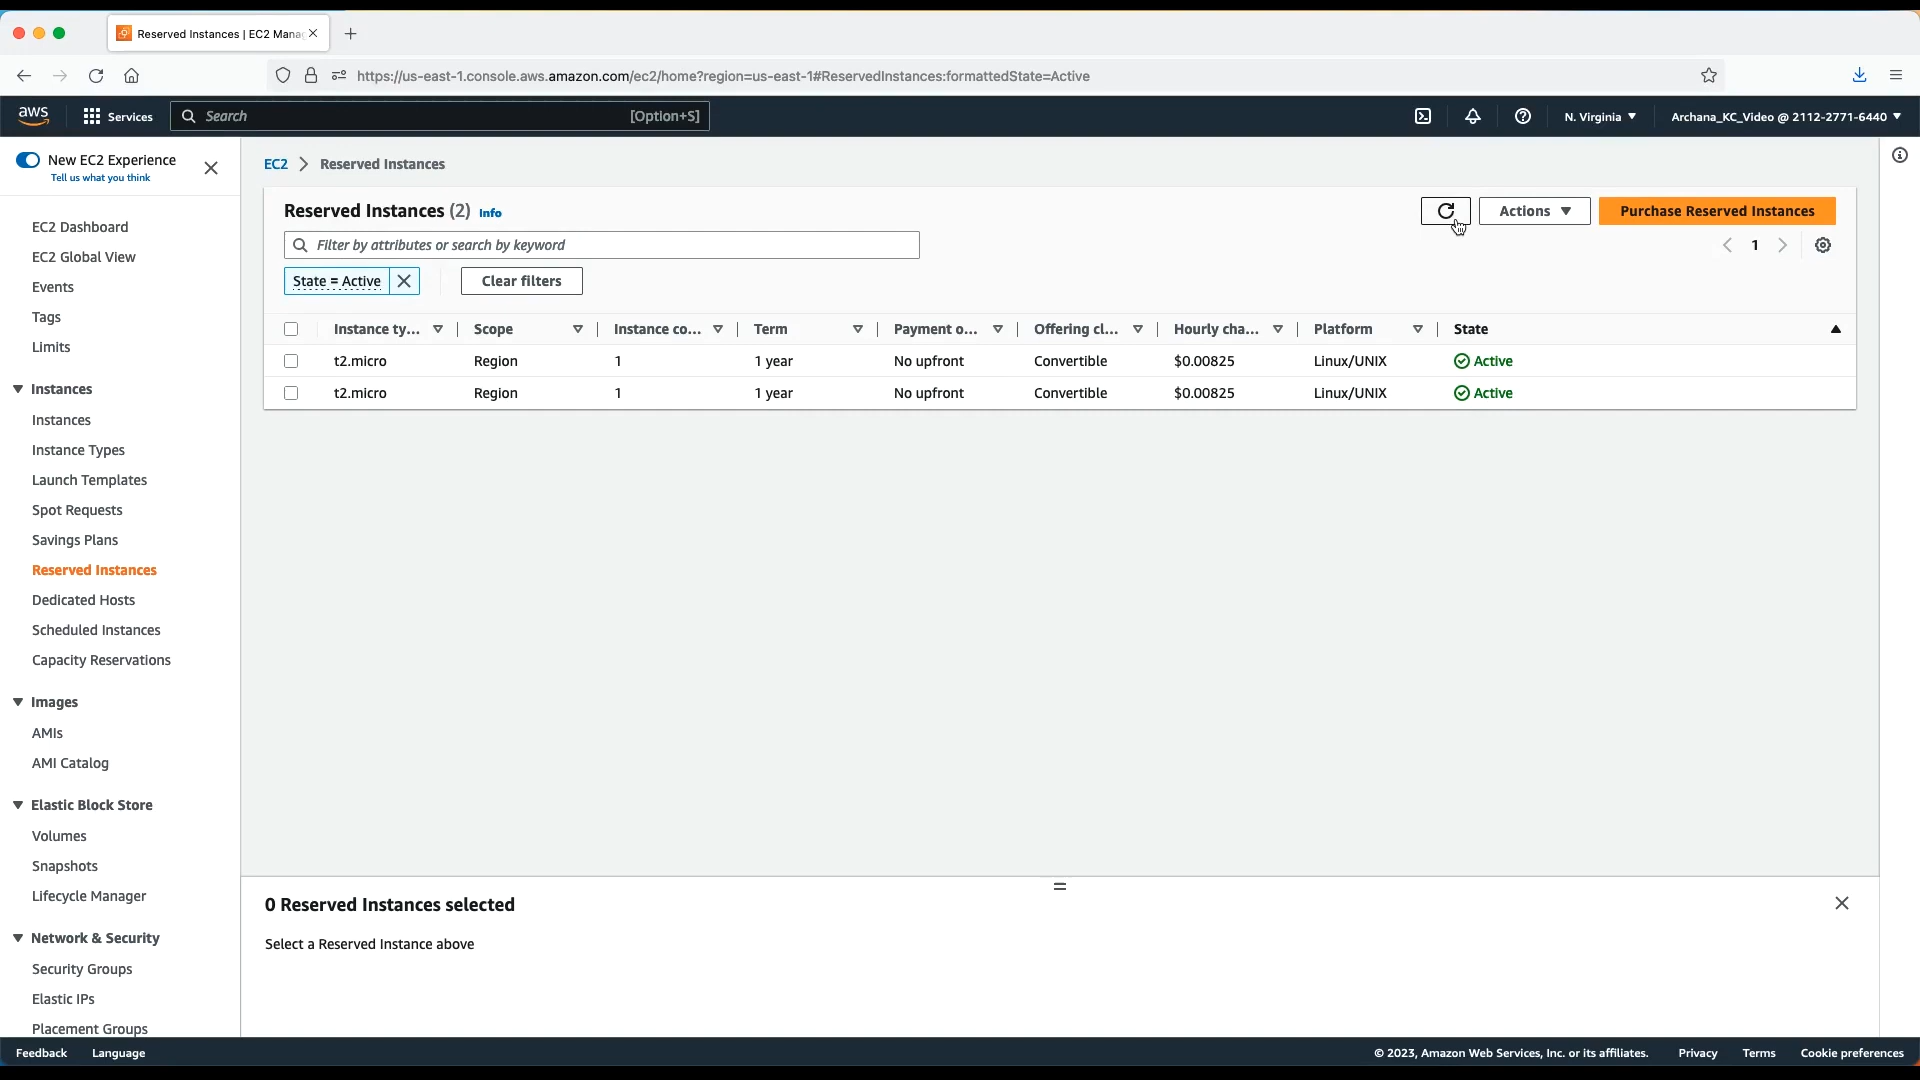 Reserved Instances | EC2 Mana
https://us-east-1.console.aws.amazon.com/ec2/home?region=us-east-1#ReservedInstances:formattedState=Active
aws
Services
Search
[Option+S]
N. Virginia
Archana_KC_Video @ 2112-2771-6440
New EC2 Experience
Tell us what you think
EC2 Dashboard
EC2 Global View
Events
Tags
Limits
Instances
Instances
Instance Types
Launch Templates
Spot Requests
Savings Plans
Reserved Instances
Dedicated Hosts
Scheduled Instances
Capacity Reservations
Images
AMIs
AMI Catalog
Elastic Block Store
Volumes
Snapshots
Lifecycle Manager
Network & Security
Security Groups
Elastic IPs
Placement Groups
EC2 > Reserved Instances
Reserved Instances (2) Info
Actions
Purchase Reserved Instances
Filter by attributes or search by keyword
1
State = Active
Clear filters
Instance ty... Scope Instance co... Term Payment o... Offering cl... Hourly cha... Platform State
t2.micro Region 1 1 year No upfront Convertible $0.00825 Linux/UNIX Active
t2.micro Region 1 1 year No upfront Convertible $0.00825 Linux/UNIX Active
0 Reserved Instances selected
Select a Reserved Instance above
Feedback Language © 2023, Amazon Web Services, Inc. or its affiliates. Privacy Terms Cookie preferences